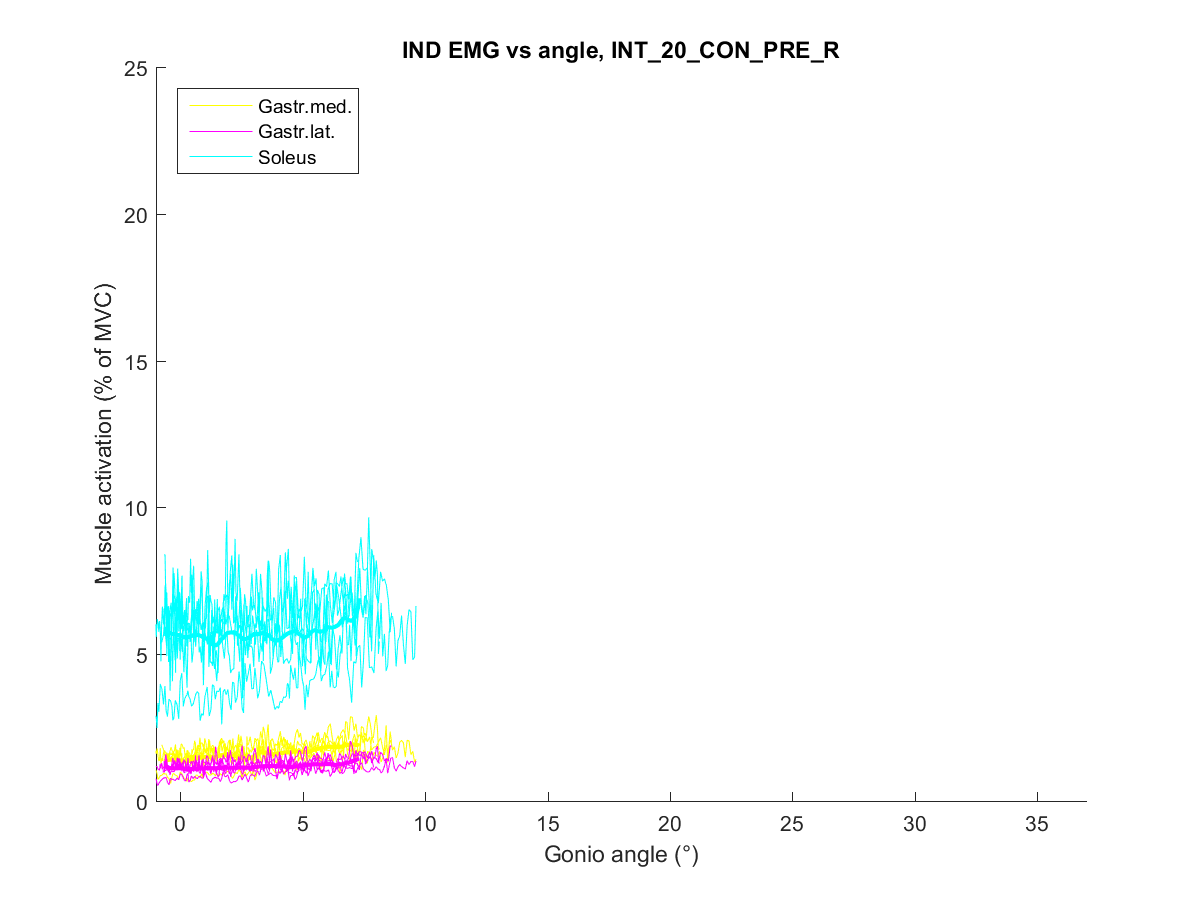 IND EMG vs angle, INT_20_CON_PRE_R
25
20
15
10
5
0
Muscle activation (% of MVC)
Gastr.med.
Gastr.lat.
Soleus
0 5 10 15 20 25 30 35
Gonio angle (°)